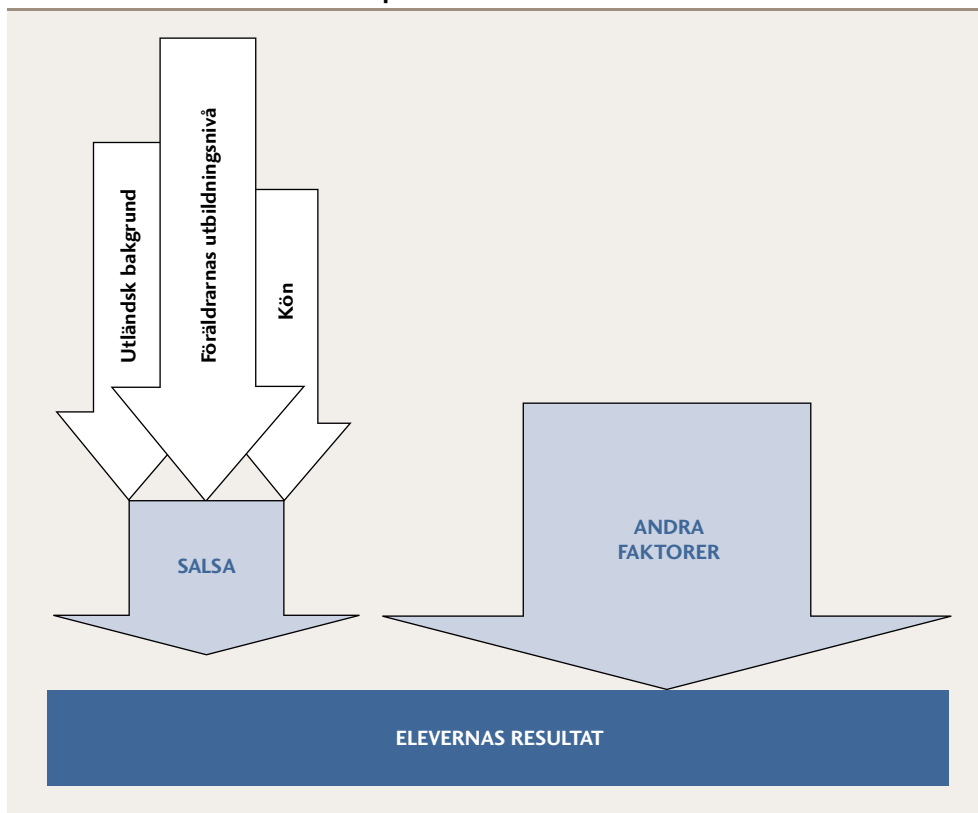 Utländsk bakgrund
Föräldrarnas utbildningsnivå
Kön
SALSA
ANDRA
FAKTORER
ELEVERNAS RESULTAT